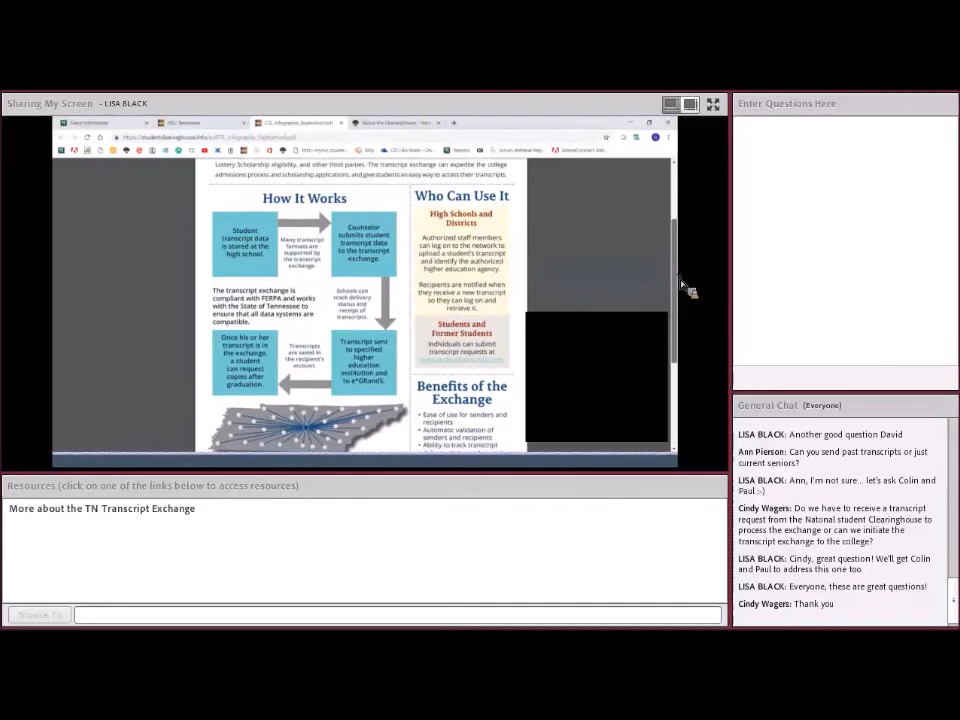 Sharing My Screen - LISA BLACK
Lottery Scholarship eligibility, and other third parties. The transcript exchange can expedite the college
admissions process and scholarship applications, and give students an easy way to access their transcripts.
How It Works
Student
transcript data
is stored at the
high school.
Many transcript
formats are
supported by
the transcript
exchange.
Counselor
submits student
transcript data
to the transcript
exchange.
The transcript exchange is
compliant with FERPA and works
with the State of Tennessee to
ensure that all data systems are
compatible.
Schools can
track delivery
status and
receipt of
transcripts.
Once his or her
transcript is in
the exchange,
a student
can request
copies after
graduation.
Transcripts
are saved in
the recipient's
account.
Transcript sent
to specified
higher
education
institution and
to e*GRandS.
Who Can Use It
High Schools and
Districts
Authorized staff members
can log on to the network to
upload a student's transcript
and identify the authorized
higher education agency.
Recipients are notified when
they receive a new transcript
so they can log on and
retrieve it.
Students and
Former Students
Individuals can submit
transcript requests at
Benefits of the
Exchange
• Ease of use for senders and
recipients
• Automatic validation of
senders and recipients
• Ability to track transcript
Resources (click on one of the links below to access resources)
More about the TN Transcript Exchange
Browse To
Enter Questions Here
General Chat (Everyone)
LISA BLACK: Another good question David
Ann Pierson: Can you send past transcripts or just
current seniors?
LISA BLACK: Ann, I'm not sure... let's ask Colin and
Paul :-)
Cindy Wagers: Do we have to receive a transcript
request from the Natonal student Clearinghouse to
process the exchange or can we initiate the
transcript exchange to the college?
LISA BLACK: Cindy, great question! We'll get Colin
and Paul to address this one too.
LISA BLACK: Everyone, these are great questions!
Cindy Wagers: Thank you